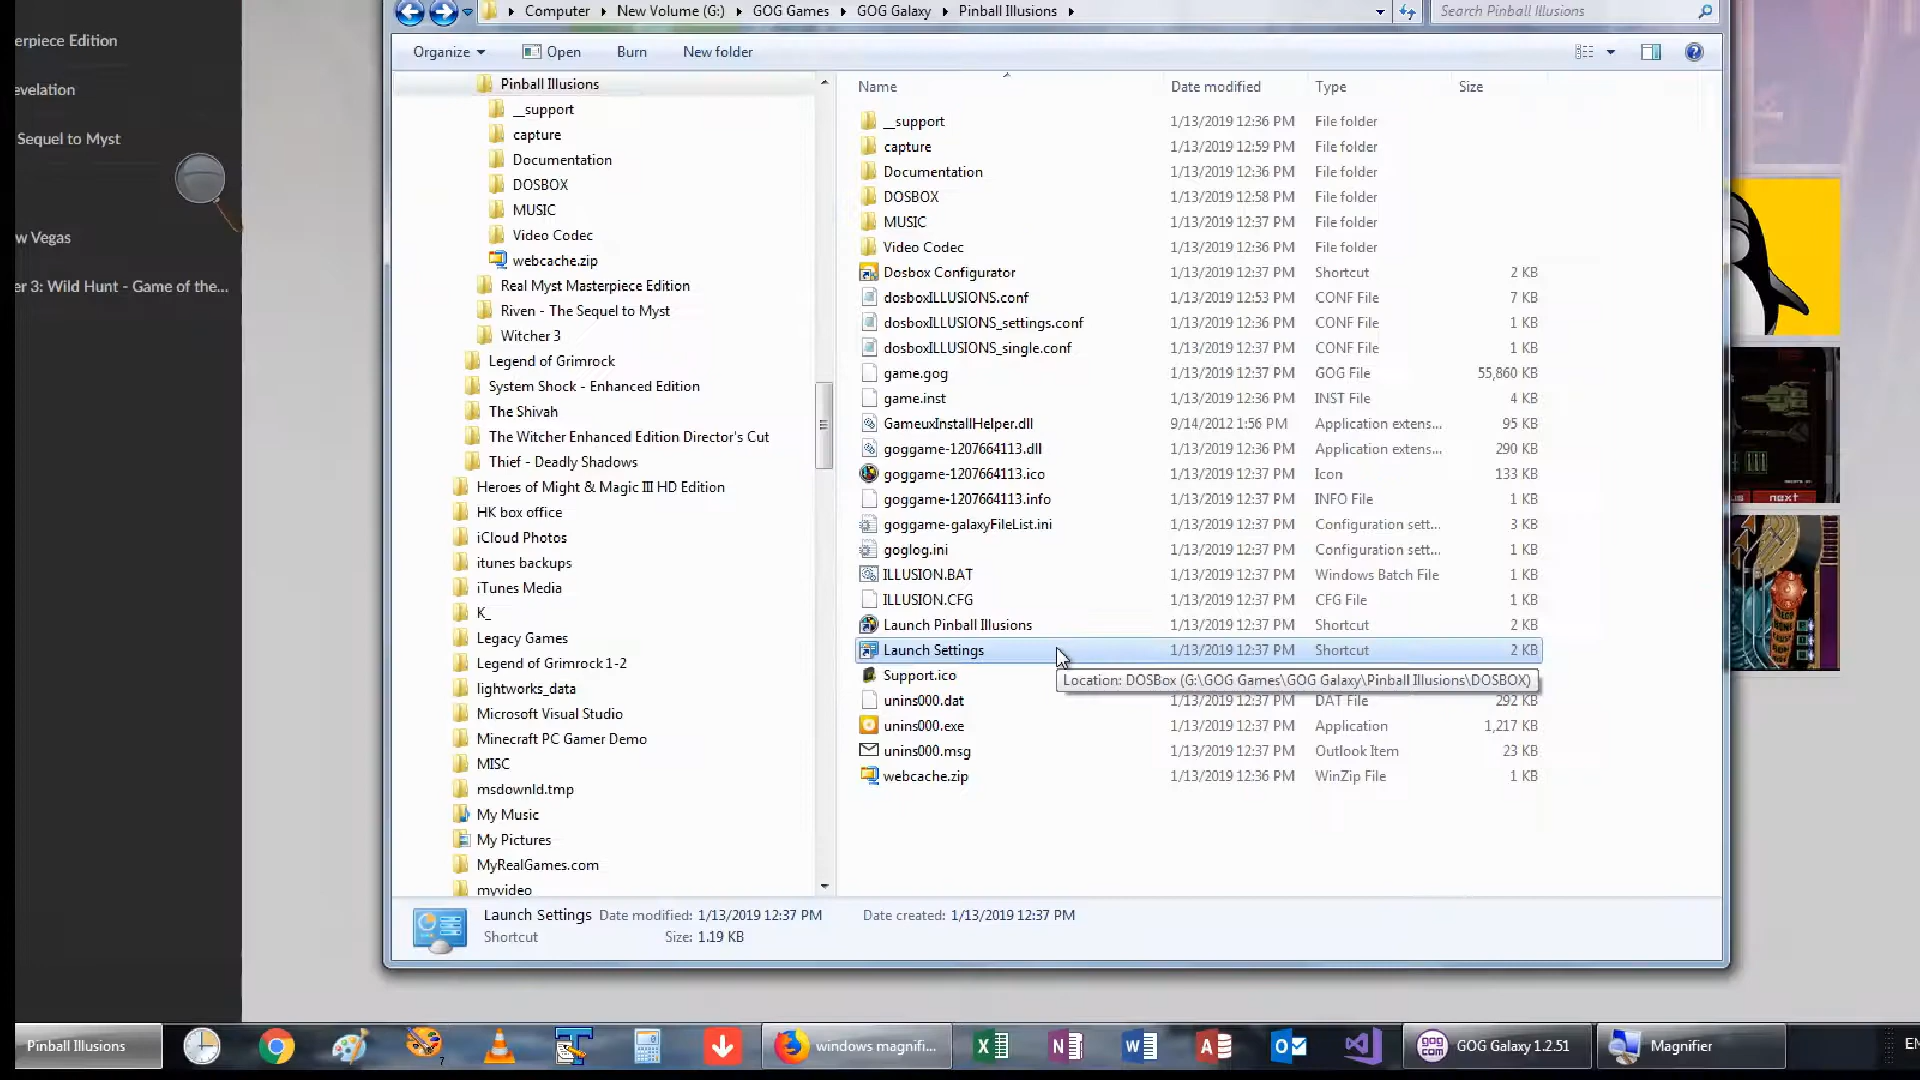 Computer ▸ New Volume (G:) ▸ GOG Games ▸ GOG Galaxy ▸ Pinball Illusions ▸
Search Pinball Illusions
Organize Open Burn New folder
erpiece Edition
evelation
Sequel to Myst
w Vegas
er 3: Wild Hunt - Game of the...
Pinball Illusions
__support
capture
Documentation
DOSBOX
MUSIC
Video Codec
webcache.zip
Real Myst Masterpiece Edition
Riven - The Sequel to Myst
Witcher 3
Legend of Grimrock
System Shock - Enhanced Edition
The Shivah
The Witcher Enhanced Edition Director's Cut
Thief - Deadly Shadows
Heroes of Might & Magic III HD Edition
HK box office
iCloud Photos
itunes backups
iTunes Media
K_
Legacy Games
Legend of Grimrock 1-2
lightworks_data
Microsoft Visual Studio
Minecraft PC Gamer Demo
MISC
msdownld.tmp
My Music
My Pictures
MyRealGames.com
myvideo
Name Date modified Type Size
__support 1/13/2019 12:36 PM File folder
capture 1/13/2019 12:59 PM File folder
Documentation 1/13/2019 12:36 PM File folder
DOSBOX 1/13/2019 12:58 PM File folder
MUSIC 1/13/2019 12:37 PM File folder
Video Codec 1/13/2019 12:37 PM File folder
Dosbox Configurator 1/13/2019 12:37 PM Shortcut 2 KB
dosboxILLUSIONS.conf 1/13/2019 12:53 PM CONF File 7 KB
dosboxILLUSIONS_settings.conf 1/13/2019 12:36 PM CONF File 1 KB
dosboxILLUSIONS_single.conf 1/13/2019 12:37 PM CONF File 1 KB
game.gog 1/13/2019 12:37 PM GOG File 55,860 KB
game.inst 1/13/2019 12:37 PM INST File 4 KB
GameuxInstallHelper.dll 9/14/2012 1:56 PM Application extens... 95 KB
goggame-1207664113.dll 1/13/2019 12:37 PM Application extens... 290 KB
goggame-1207664113.ico 1/13/2019 12:37 PM Icon 133 KB
goggame-1207664113.info 1/13/2019 12:37 PM INFO File 1 KB
goggame-galaxyFileList.ini 1/13/2019 12:37 PM Configuration sett... 3 KB
goglog.ini 1/13/2019 12:37 PM Configuration sett... 1 KB
ILLUSION.BAT 1/13/2019 12:37 PM Windows Batch File 1 KB
ILLUSION.CFG 1/13/2019 12:37 PM CFG File 1 KB
Launch Pinball Illusions 1/13/2019 12:37 PM Shortcut 2 KB
Launch Settings 1/13/2019 12:37 PM Shortcut 2 KB
Support.ico
Location: DOSBox (G:\GOG Games\GOG Galaxy\Pinball Illusions\DOSBOX)
unins000.dat 1/13/2019 12:37 PM DAT File 292 KB
unins000.exe 1/13/2019 12:37 PM Application 1,217 KB
unins000.msg 1/13/2019 12:37 PM Outlook Item 23 KB
webcache.zip 1/13/2019 12:36 PM WinZip File 1 KB
next
Launch Settings Date modified: 1/13/2019 12:37 PM Date created: 1/13/2019 12:37 PM
Shortcut Size: 1.19 KB
Pinball Illusions
7
windows magnifi...
gog com
GOG Galaxy 1.2.51
Magnifier